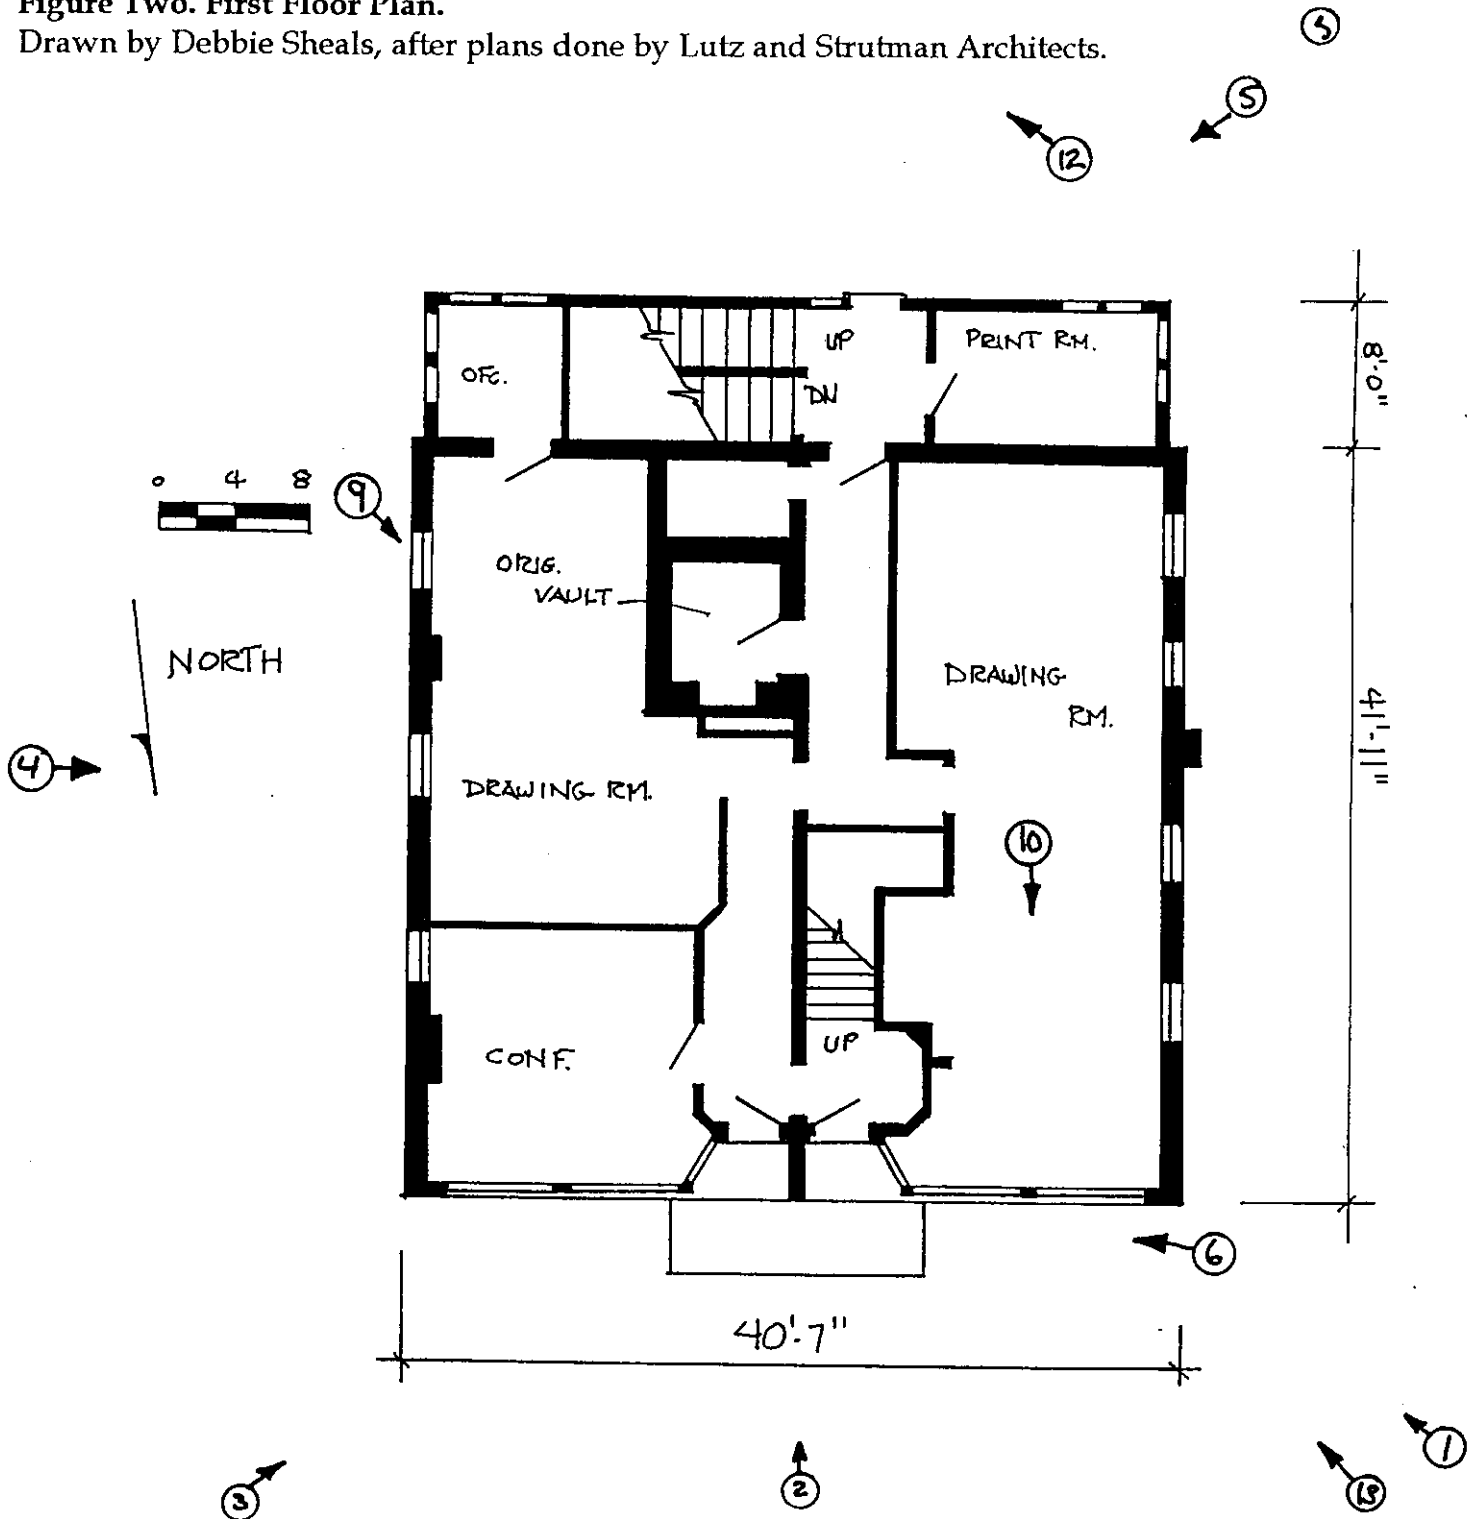 Figure Two. First Floor Plan.
Drawn by Debbie Sheals, after plans done by Lutz and Strutman Architects.
5
12
UP
PRINT RM.
OFC.
DN
8'-0"
0 4 8
9
ORIG.
VAULT
NORTH
DRAWING
RM.
41'-11"
4
DRAWING RM.
10
UP
CONF.
6
40'-7"
1
3
2
13